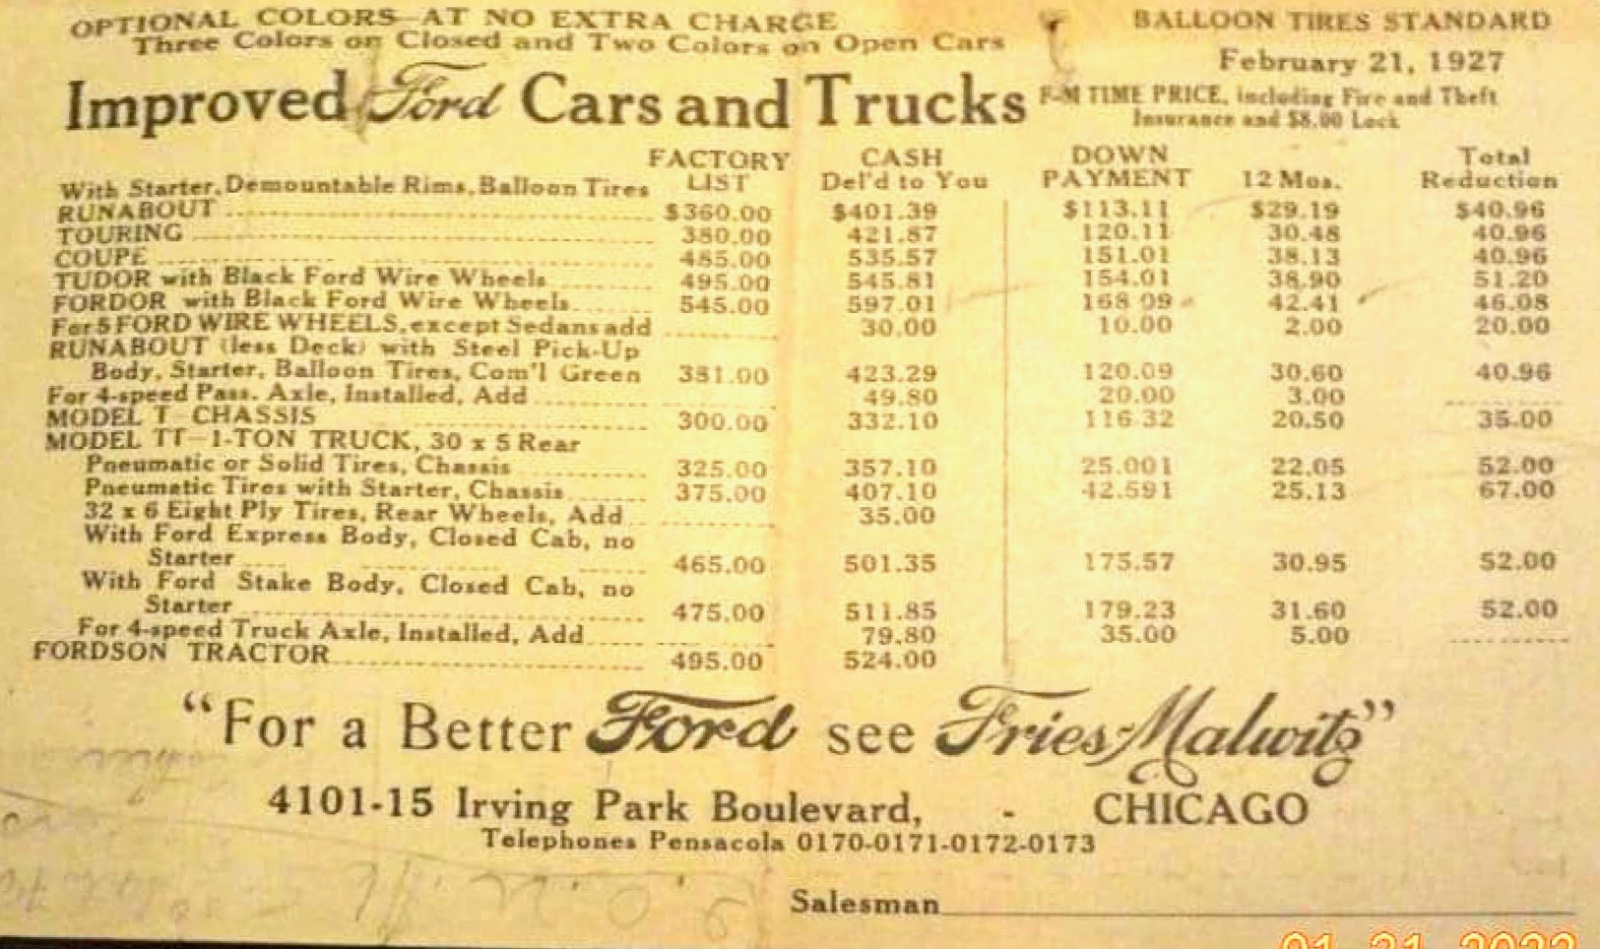 OPTIONAL COLORS—AT NO EXTRA CHARGE
Three Colors on Closed and Two Colors on Open Cars
BALLOON TIRES STANDARD
February 21, 1927
Improved Ford Cars and Trucks
F-M TIME PRICE, including Fire and Theft
Insurance and $8.00 Lock
With Starter, Demountable Rims, Balloon Tires FACTORY LIST CASH Del'd to You DOWN PAYMENT 12 Mos. Total Reduction
RUNABOUT $360.00 $401.39 $113.11 $29.19 $40.96
TOURING 380.00 421.87 120.11 30.48 40.96
COUPE 485.00 535.57 151.01 38.13 40.96
TUDOR with Black Ford Wire Wheels 495.00 545.81 154.01 38.90 51.20
FORDOR with Black Ford Wire Wheels 545.00 597.01 168 09 42.41 46.08
For 5 FORD WIRE WHEELS, except Sedans add 30.00 10.00 2.00 20.00
RUNABOUT (less Deck) with Steel Pick-Up
Body, Starter, Balloon Tires, Com'l Green 381.00 423.29 120.09 30.60 40.96
For 4-speed Pass. Axle, Installed, Add 49.80 20.00 3.00
MODEL T—CHASSIS 300.00 332.10 116.32 20.50 35.00
MODEL TT—1-TON TRUCK, 30 x 5 Rear
Pneumatic or Solid Tires, Chassis 325.00 357.10 25.001 22.05 52.00
Pneumatic Tires with Starter, Chassis 375.00 407.10 42.591 25.13 67.00
32 x 6 Eight Ply Tires, Rear Wheels, Add 35.00
With Ford Express Body, Closed Cab, no
Starter 465.00 501.35 175.57 30.95 52.00
With Ford Stake Body, Closed Cab, no
Starter 475.00 511.85 179.23 31.60 52.00
For 4-speed Truck Axle, Installed, Add 79.80 35.00 5.00
FORDSON TRACTOR 495.00 524.00
"For a Better Ford see Fries-Malwitz"
4101-15 Irving Park Boulevard, - CHICAGO
Telephones Pensacola 0170-0171-0172-0173
Salesman